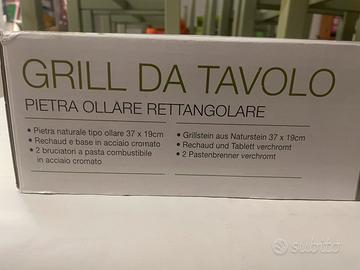 GRILL DA TAVOLO
PIETRA OLLARE RETTANGOLARE
• Pietra naturale tipo ollare 37 x 19cm
• Rechaud e base in acciaio cromato
• 2 bruciatori a pasta combustibile
in acciaio cromato
• Grillstein aus Naturstein 37 x 19cm
• Rechaud und Tablett verchromt
• 2 Pastenbrenner verchromt
subito